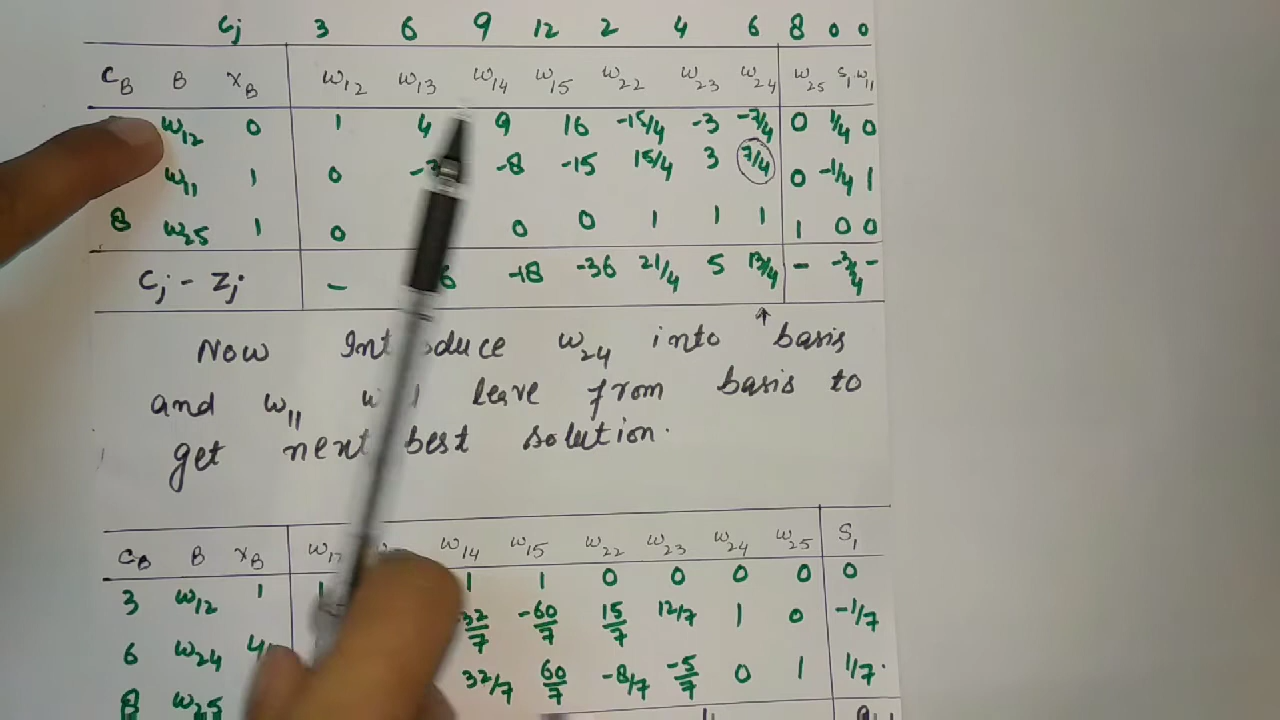 Cj 3 6 9 12 2 4 6 8 0 0
CB B XB w12 w13 w14 w15 w22 w23 w24 w25 s1 w11
w12 0 1 4 9 16 -15/4 -3 -7/4 0 1/4 0
w11 1 0 -8 -15 15/4 3 7/4 0 -1/4 1
8 w25 1 0 0 0 1 1 1 1 0 0
Cj - Zj - -18 -36 21/4 5 13/4 - -3/4 -
Now Introduce w24 into basis
and w11 leave from basis to
get next best solution.
CB B XB w14 w15 w22 w23 w24 w25 S1
3 w12 1 1 1 1 0 0 0 0 0
6 w24 -32/7 -60/7 15/7 12/7 1 0 -1/7
8 w25 32/7 60/7 -8/7 -5/7 0 1 1/7.